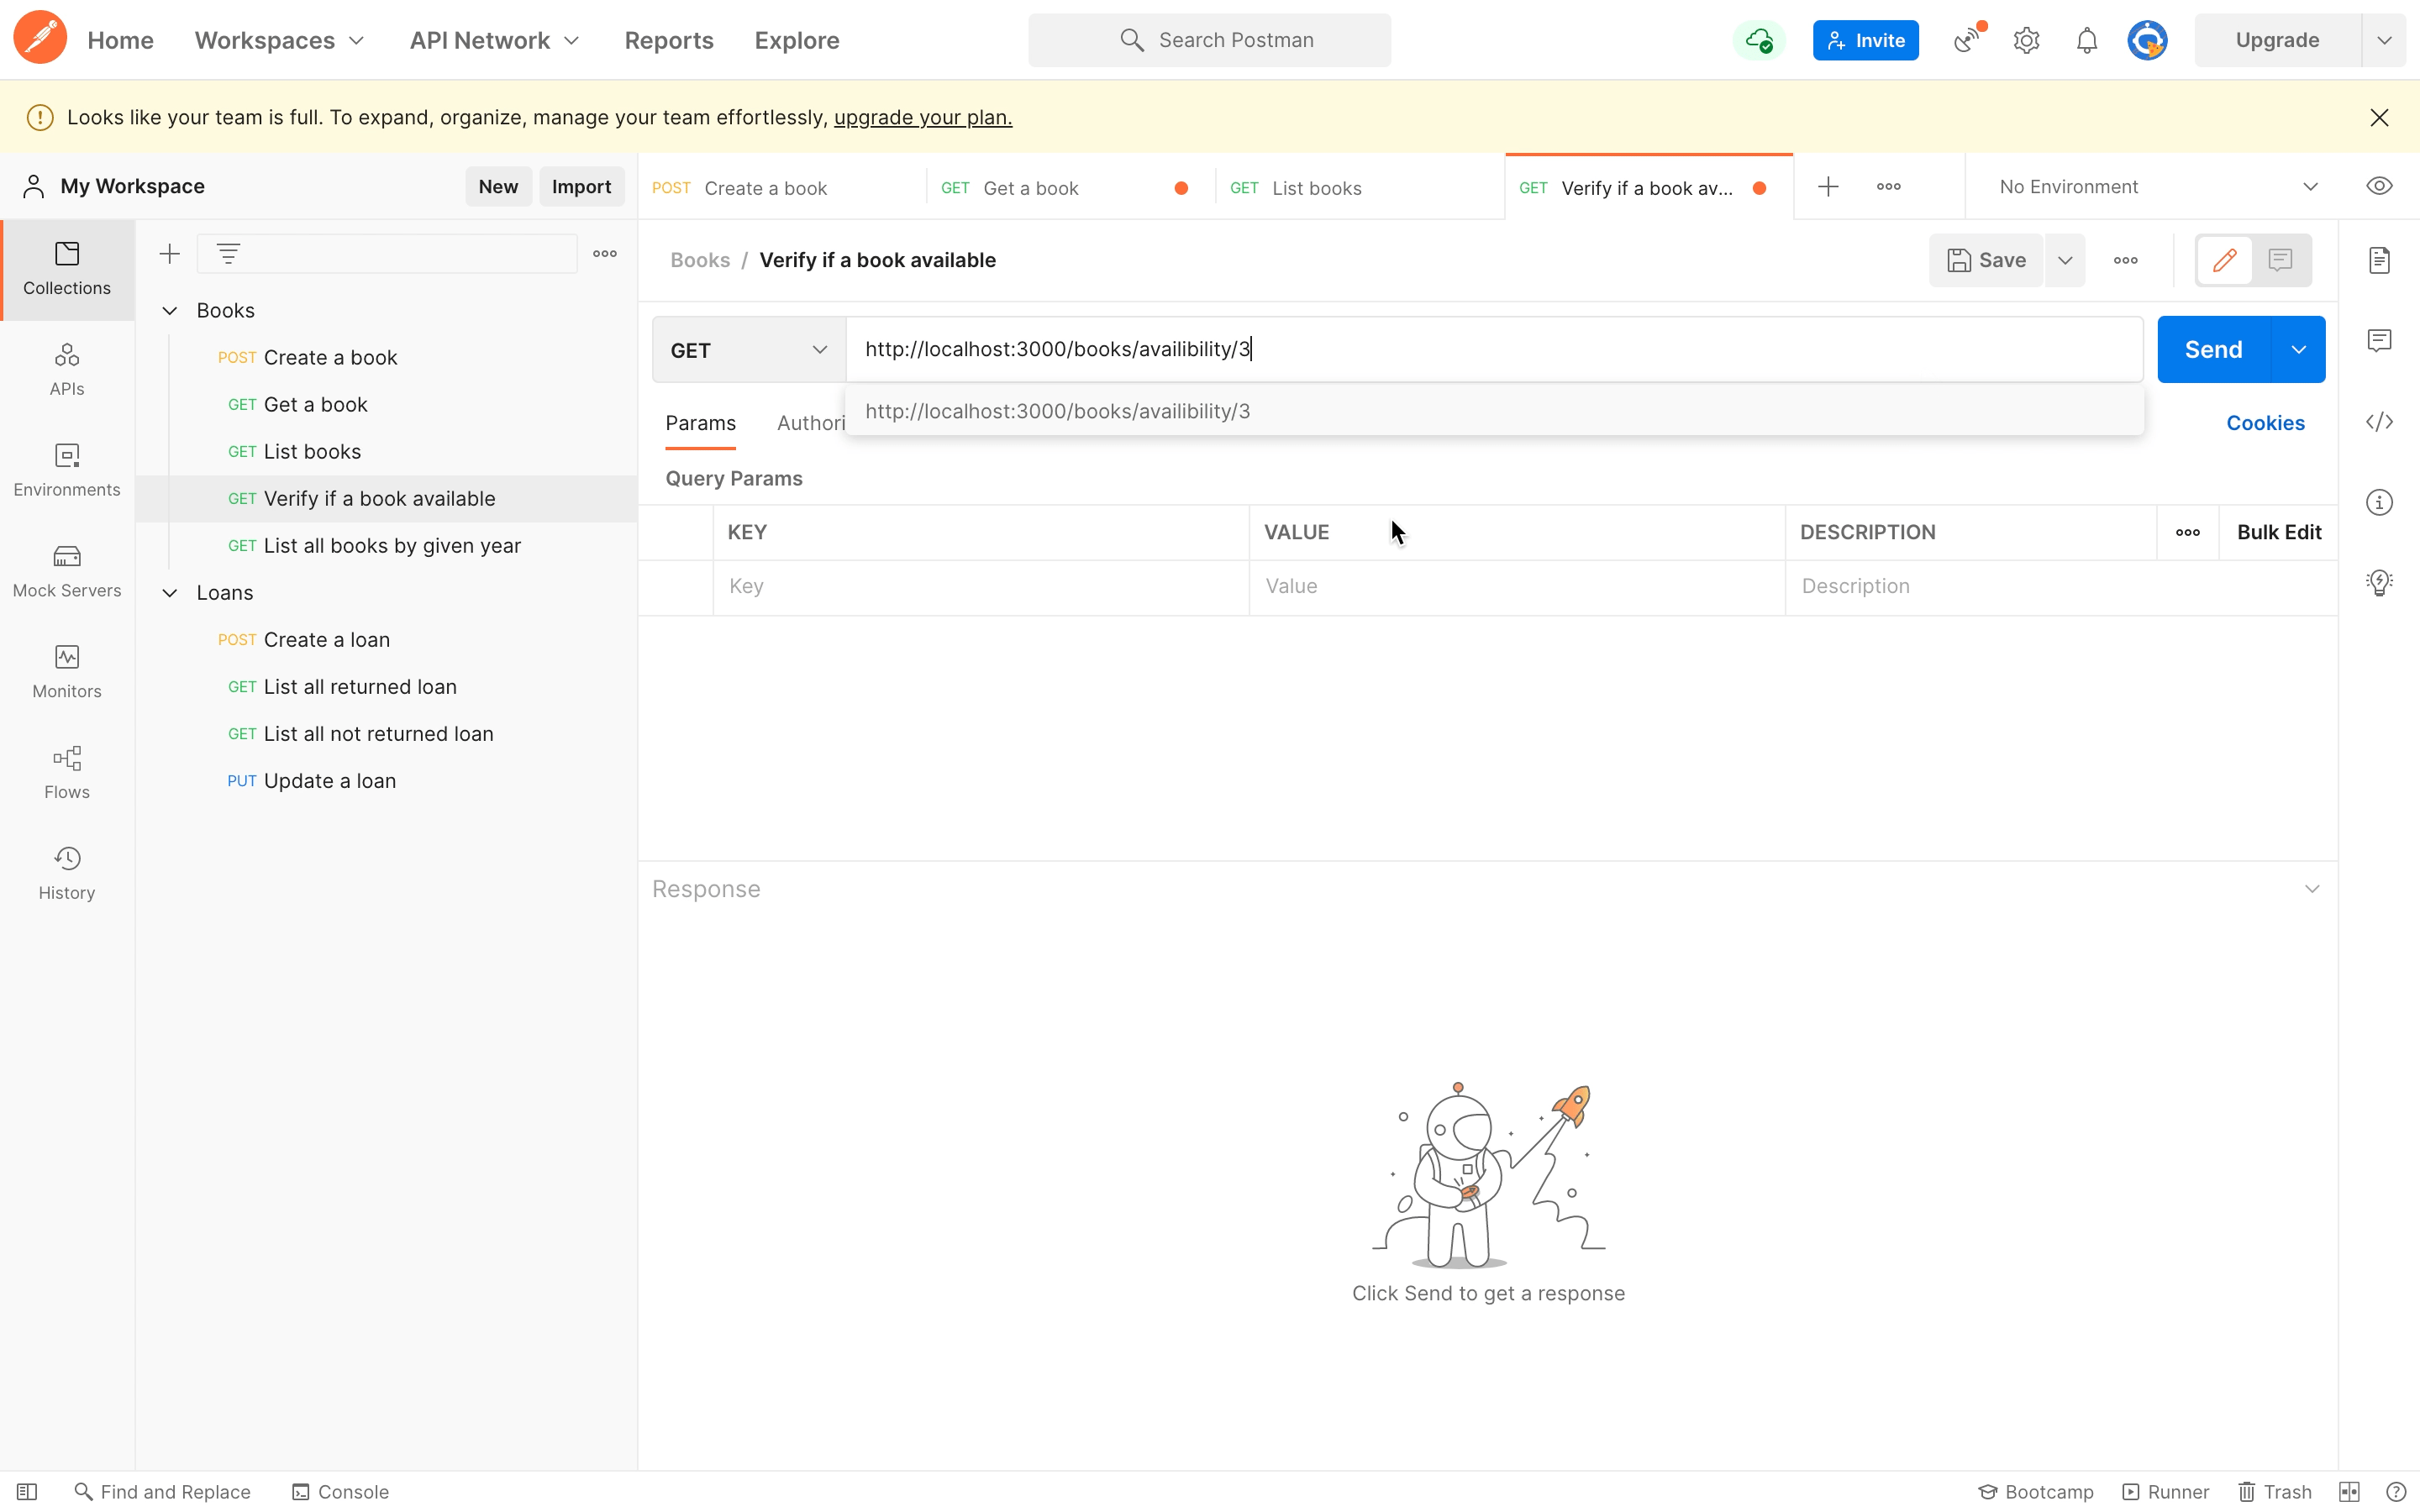 Home Workspaces API Network Reports Explore Search Postman Invite Upgrade
Looks like your team is full. To expand, organize, manage your team effortlessly, upgrade your plan.
My Workspace New Import POST Create a book GET Get a book GET List books GET Verify if a book av... No Environment
Collections
APIs
Environments
Mock Servers
Monitors
Flows
History
Books
POST Create a book
GET Get a book
GET List books
GET Verify if a book available
GET List all books by given year
Loans
POST Create a loan
GET List all returned loan
GET List all not returned loan
PUT Update a loan
Books / Verify if a book available Save
GET http://localhost:3000/books/availibility/3 Send
http://localhost:3000/books/availibility/3
Params Authori Cookies
Query Params
KEY VALUE DESCRIPTION Bulk Edit
Key Value Description
Response
Click Send to get a response
Find and Replace Console Bootcamp Runner Trash